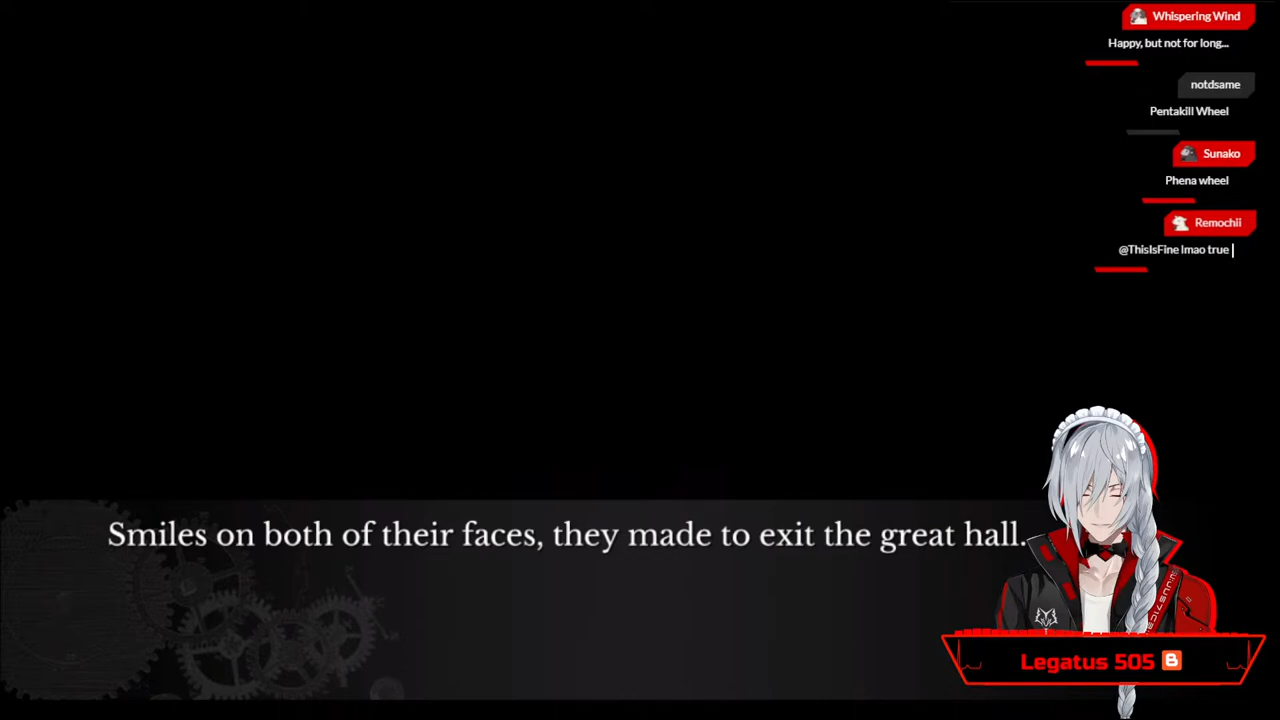 Whispering Wind
Happy, but not for long...
notdsame
Pentakill Wheel
Sunako
Phena wheel
Remochii
@ThisIsFine lmao true
Smiles on both of their faces, they made to exit the great hall.
Legatus 505 B